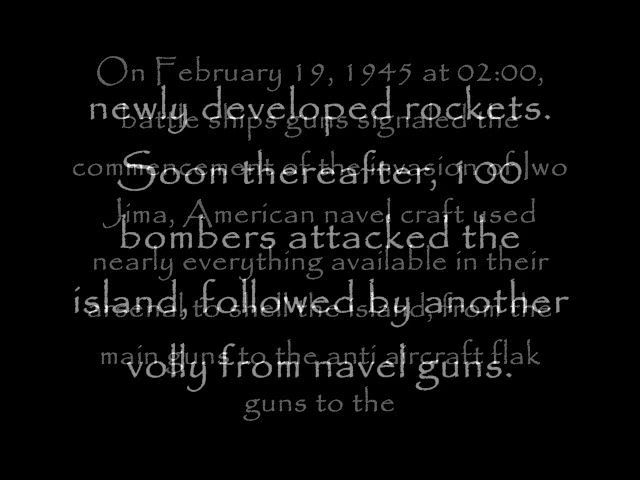 On February 19, 1945 at 02:00,
battle ships guns signaled the
commencement of the invasion of Iwo
Jima, American navel craft used
nearly everything available in their
arsenal, to shell the island, from the
main guns to the anti aircraft flak
guns to the
newly developed rockets.
Soon thereafter, 100
bombers attacked the
island, followed by another
volly from navel guns.